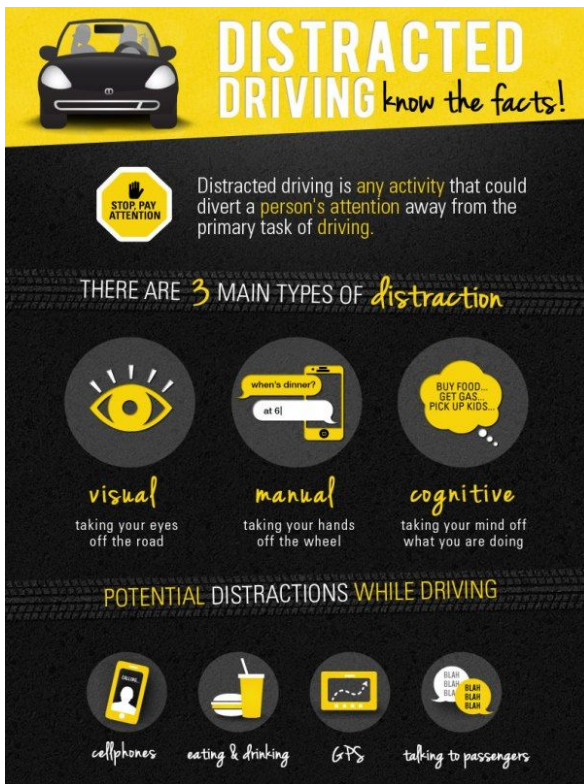 DISTRACTED
DRIVING know the facts!
STOP, PAY
ATTENTION
Distracted driving is any activity that could
divert a person's attention away from the
primary task of driving.
THERE ARE 3 MAIN TYPES OF distraction
when's dinner?
at 6
BUY FOOD...
GET GAS...
PICK UP KIDS...
visual
taking your eyes
off the road
manual
taking your hands
off the wheel
cognitive
taking your mind off
what you are doing
POTENTIAL DISTRACTIONS WHILE DRIVING
CALLING...
BLAH
BLAH
BLA
BLAH
BLAH
BLAH
cellphones
eating & drinking
GPS
talking to passengers